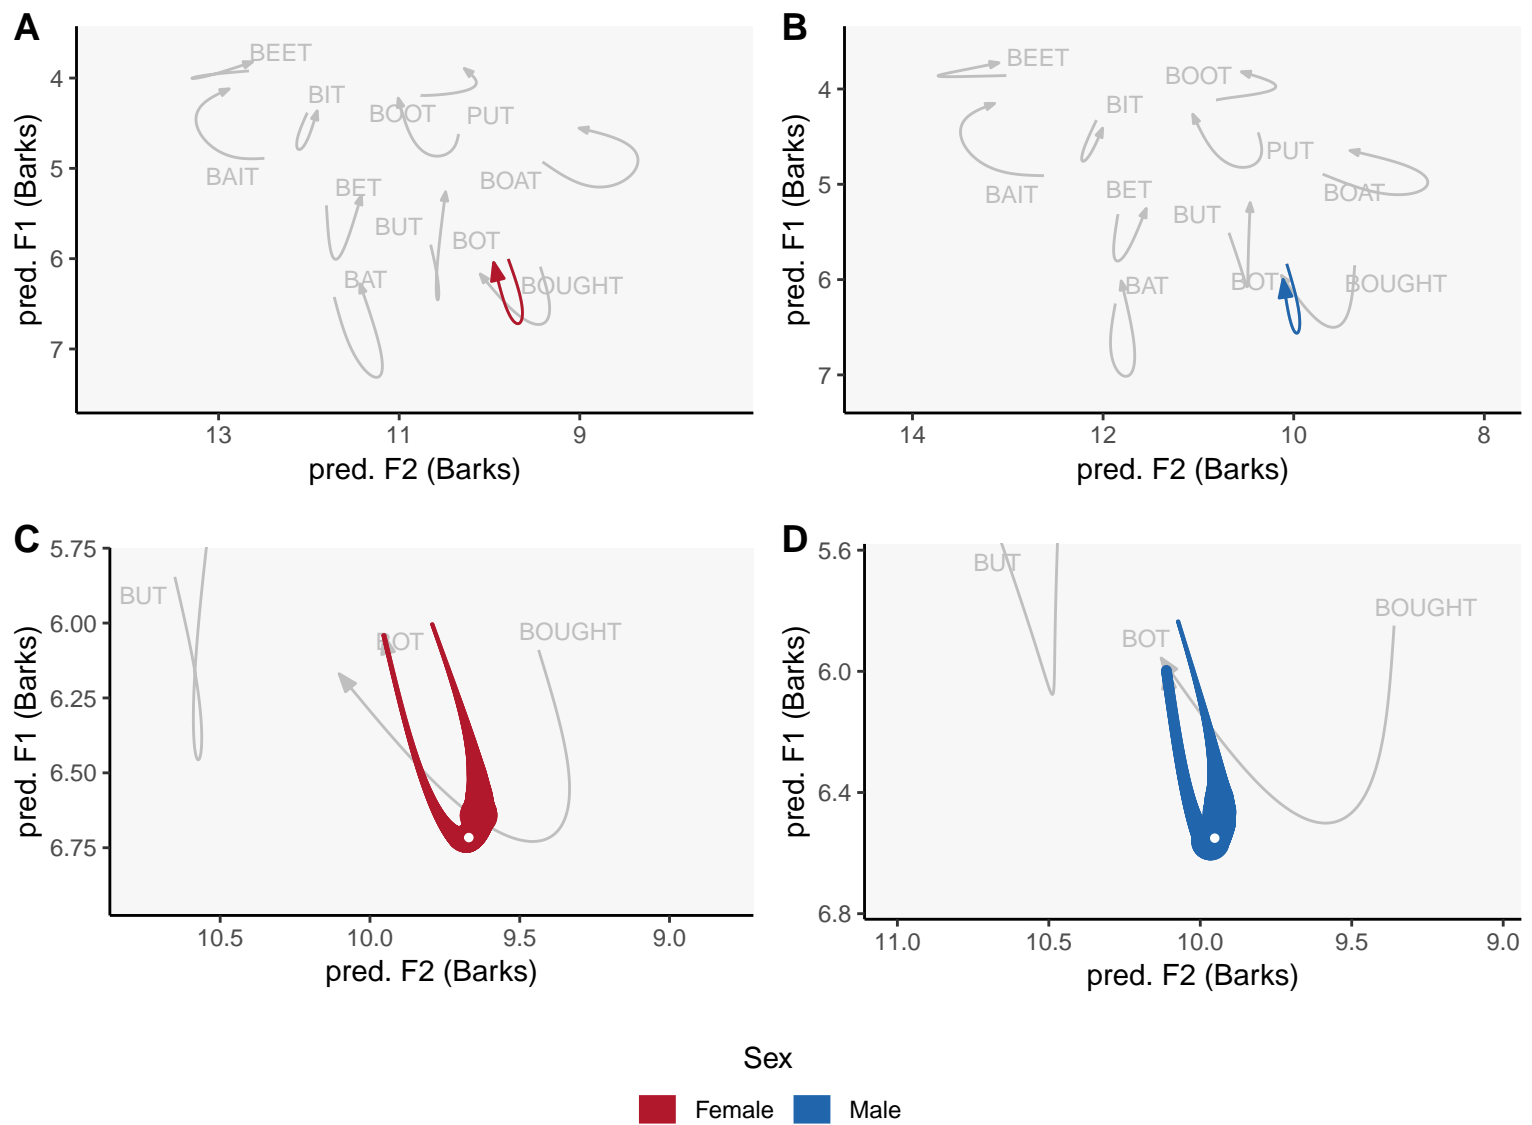 A
B
BEET
BIT
BOOT
PUT
BAIT
BET
BOAT
BUT
BOT
BAT
BOUGHT
4
5
6
7
13
11
9
pred. F1 (Barks)
pred. F2 (Barks)
BEET
BOOT
BIT
PUT
BAIT
BET
BOAT
BUT
BOT
BAT
BOUGHT
4
5
6
7
14
12
10
8
pred. F1 (Barks)
pred. F2 (Barks)
C
D
5.75
6.00
6.25
6.50
6.75
BUT
BOT
BOUGHT
10.5
10.0
9.5
9.0
pred. F1 (Barks)
pred. F2 (Barks)
5.6
6.0
6.4
6.8
BUT
BOT
BOUGHT
11.0
10.5
10.0
9.5
9.0
pred. F1 (Barks)
pred. F2 (Barks)
Sex
Female
Male